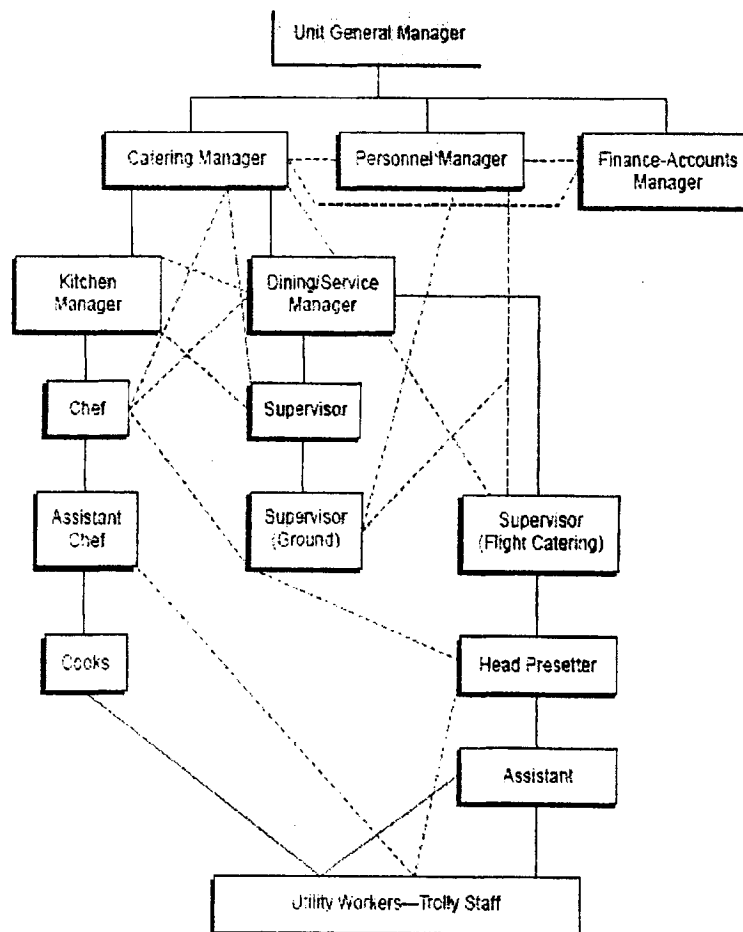 Unit General Manager
Catering Manager
Personnel Manager
Finance-Accounts
Manager
Kitchen
Manager
Dining/Service
Manager
Chef
Supervisor
Assistant
Chef
Supervisor
(Ground)
Supervisor
(Flight Catering)
Cooks
Head Presetter
Assistant
Utility Workers—Trolly Staff